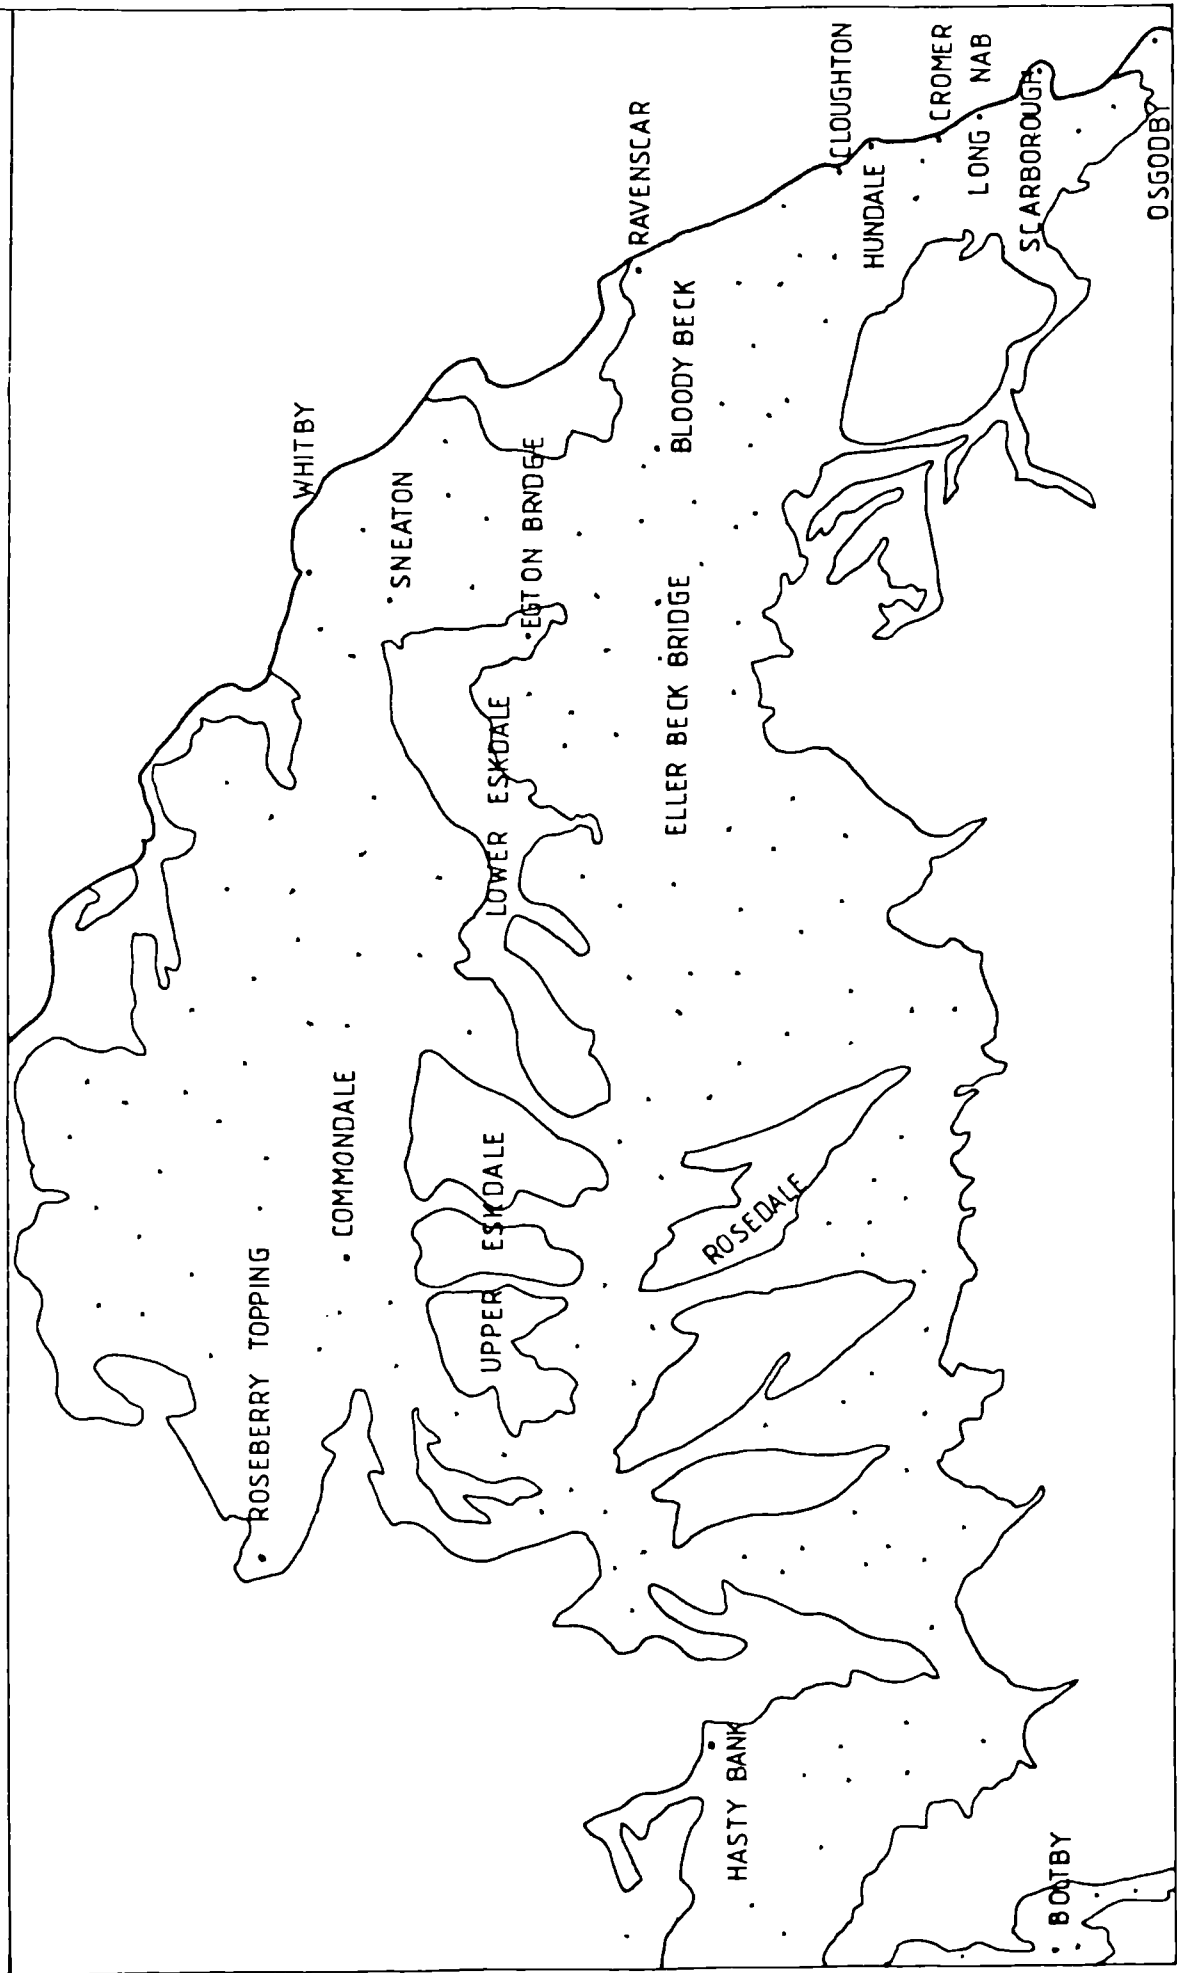 WHITBY
SNEATON
EGTON BRIDGE
RAVENSCAR
BLOODY BECK
CLOUGHTON
HUNDALE
CROMER
LONG NAB
SCARBOROUGH
OSGODBY
ELLER BECK BRIDGE
LOWER ESKDALE
COMMONDALE
ROSEBERRY TOPPING
UPPER ESKDALE
ROSEDALE
HASTY BANK
BOLTBY